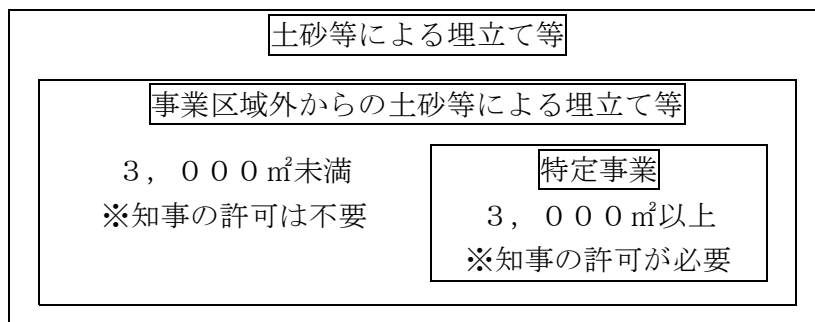 土砂等による埋立て等
事業区域外からの土砂等による埋立て等
３，０００㎡未満
※知事の許可は不要
特定事業
３，０００㎡以上
※知事の許可が必要